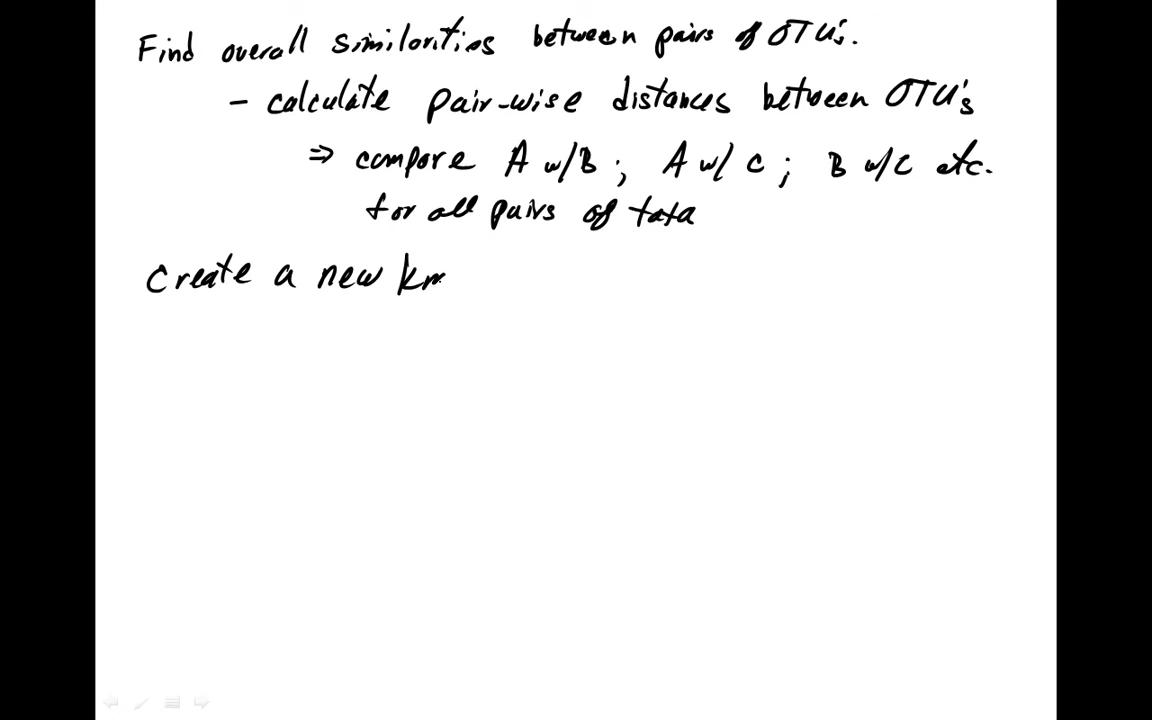 Find overall similarities between pairs of OTU's.
- calculate pair-wise distances between OTU's
⇒ compare A w/B ; A w/ C ; B w/C etc.
for all pairs of tata
Create a new